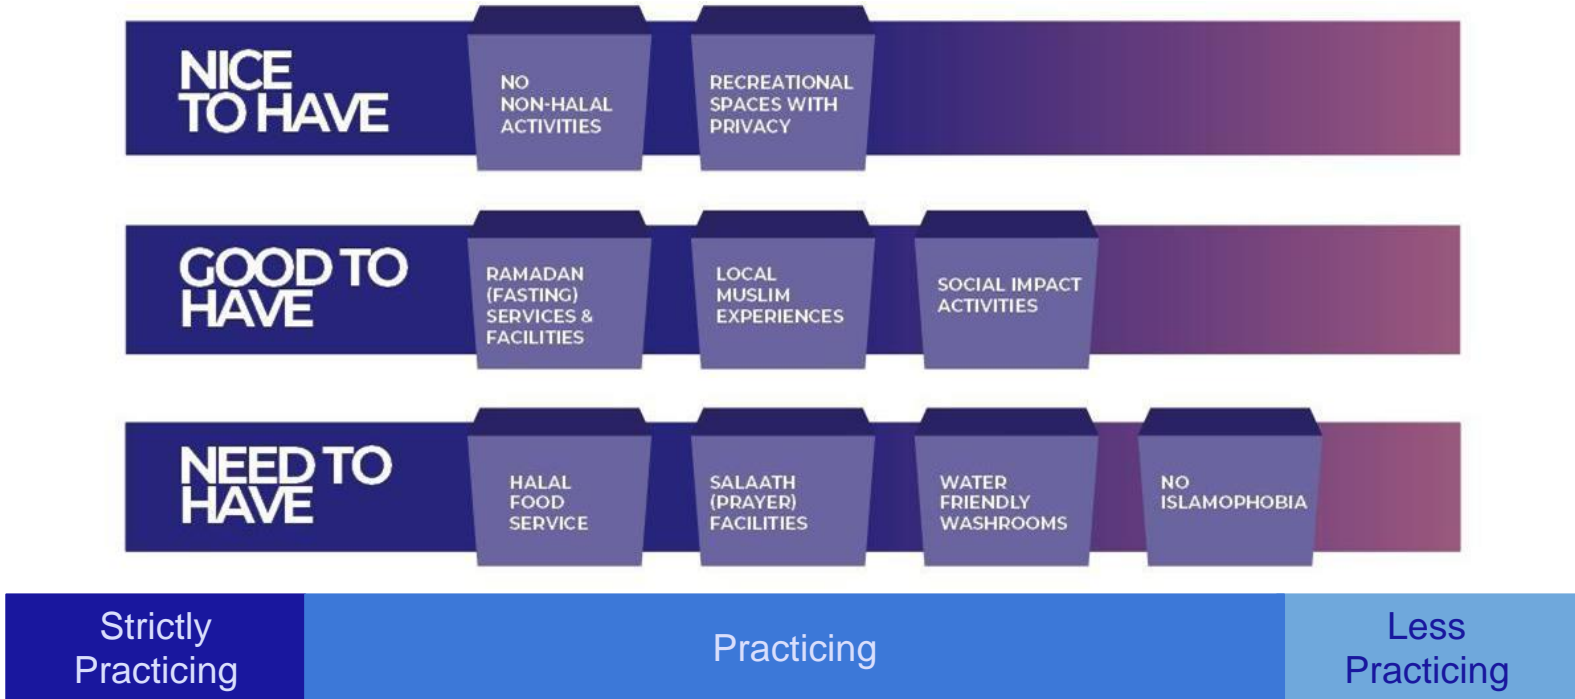 NICE
TO HAVE
NO
NON-HALAL
ACTIVITIES
RECREATIONAL
SPACES WITH
PRIVACY
GOOD TO
HAVE
RAMADAN
(FASTING)
SERVICES &
FACILITIES
LOCAL
MUSLIM
EXPERIENCES
SOCIAL IMPACT
ACTIVITIES
NEED TO
HAVE
HALAL
FOOD
SERVICE
SALAATH
(PRAYER)
FACILITIES
WATER
FRIENDLY
WASHROOMS
NO
ISLAMOPHOBIA
Strictly
Practicing
Practicing
Less
Practicing